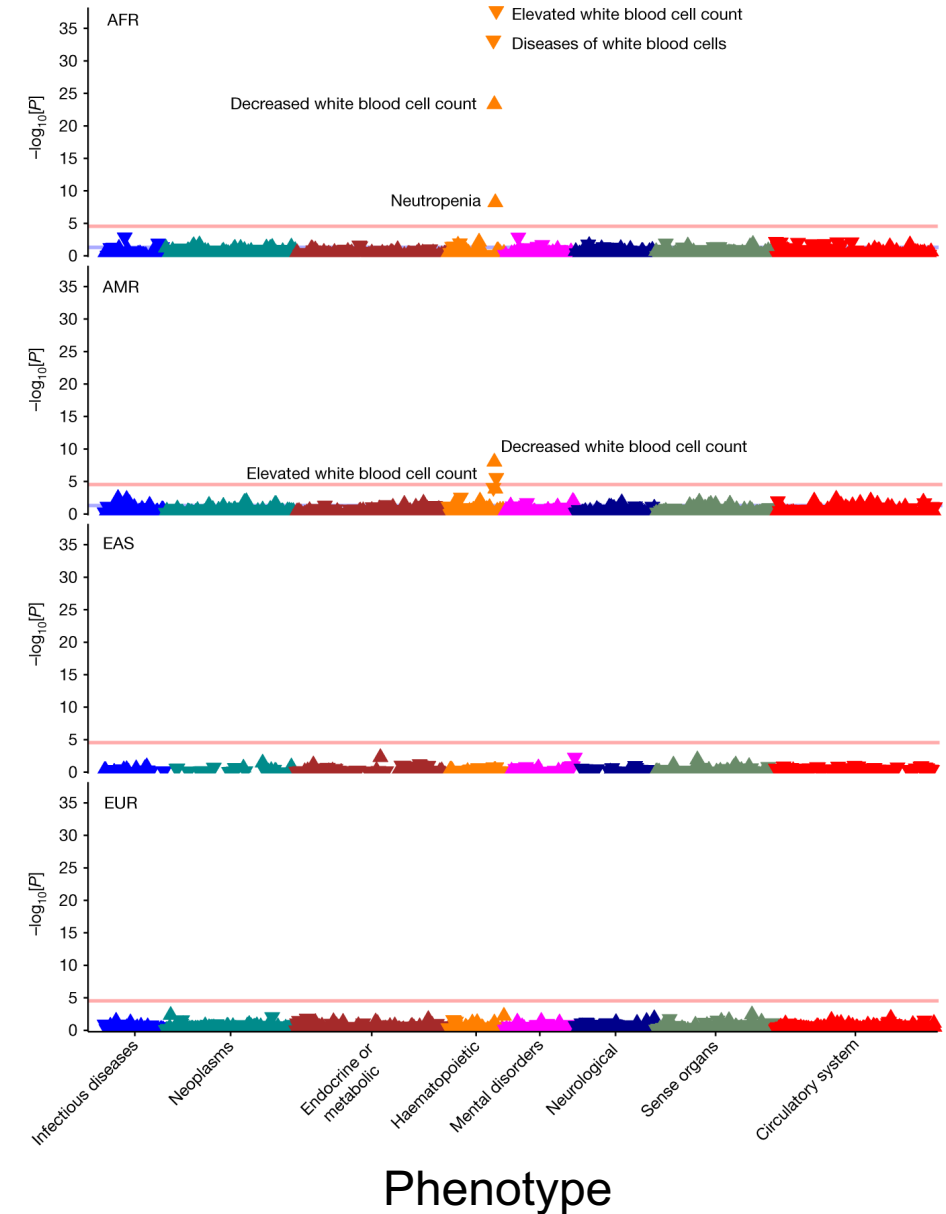 AFR
Elevated white blood cell count
Diseases of white blood cells
Decreased white blood cell count
Neutropenia
–log10[P]
35
30
25
20
15
10
5
0
AMR
Decreased white blood cell count
Elevated white blood cell count
–log10[P]
35
30
25
20
15
10
5
0
EAS
–log10[P]
35
30
25
20
15
10
5
0
EUR
–log10[P]
35
30
25
20
15
10
5
0
Infectious diseases
Neoplasms
Endocrine or
metabolic
Haematopoietic
Mental disorders
Neurological
Sense organs
Circulatory system
Phenotype